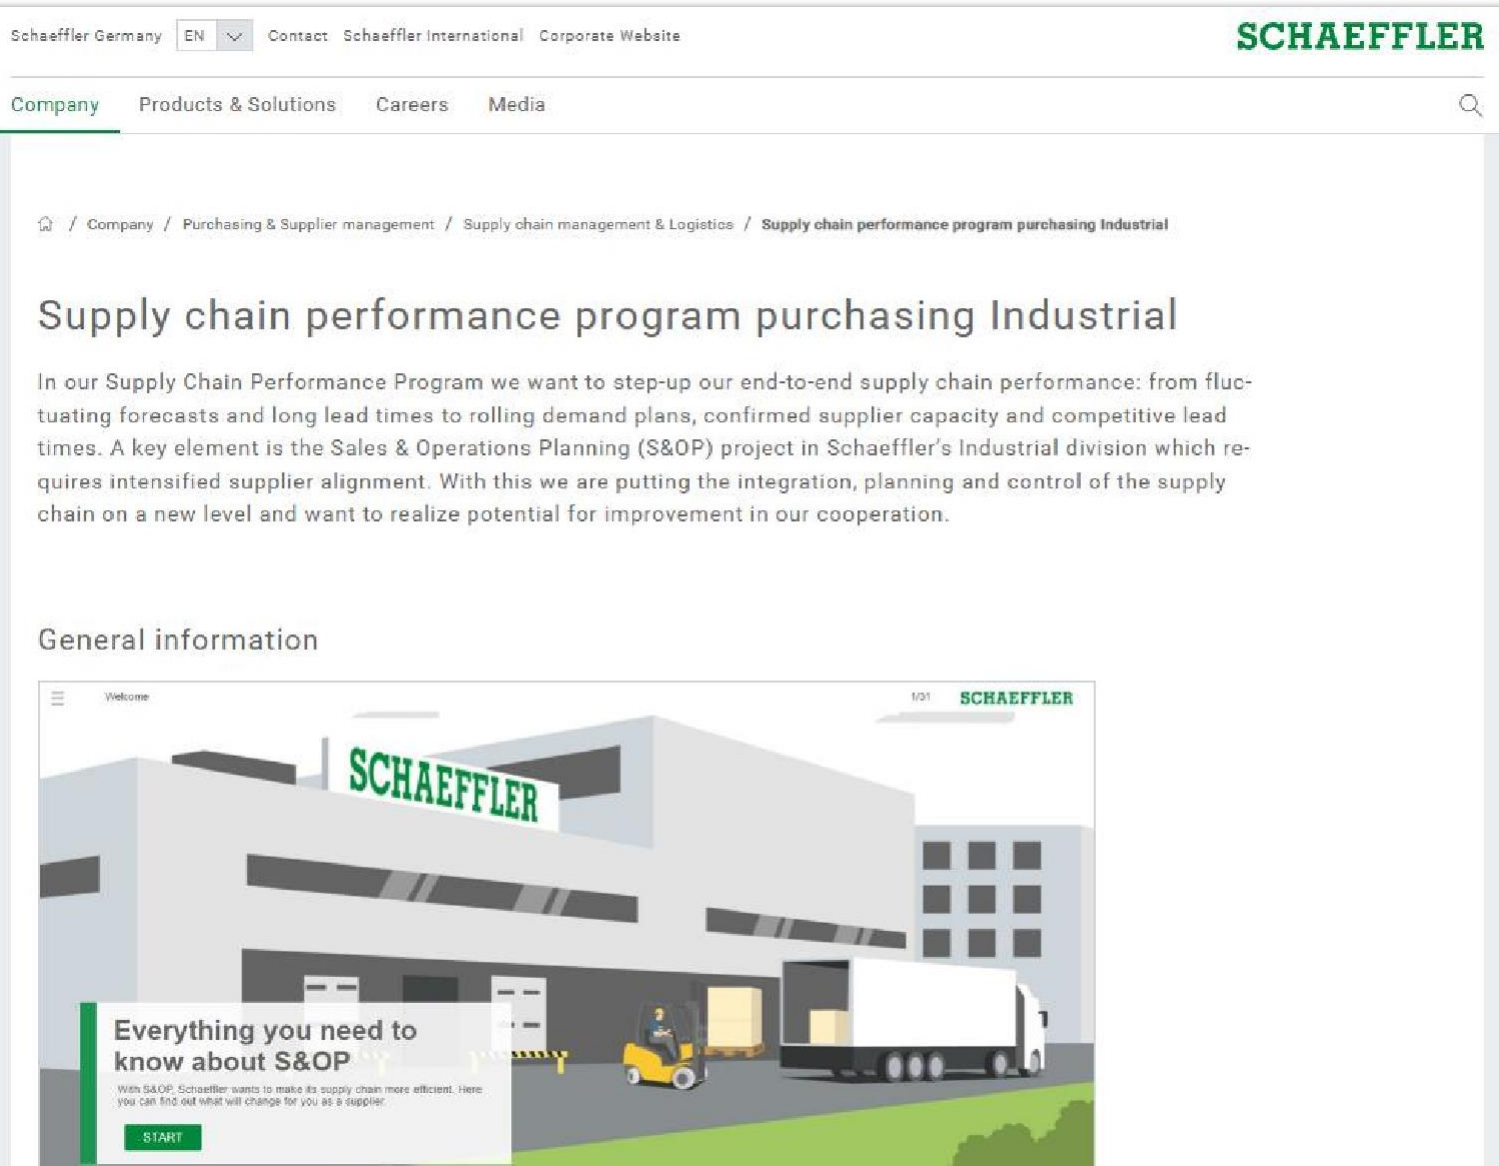 Schaeffler Germany EN Contact Schaeffler International Corporate Website
SCHAEFFLER
Company Products & Solutions Careers Media
/ Company / Purchasing & Supplier management / Supply chain management & Logistics / Supply chain performance program purchasing Industrial
Supply chain performance program purchasing Industrial
In our Supply Chain Performance Program we want to step-up our end-to-end supply chain performance: from fluc-
tuating forecasts and long lead times to rolling demand plans, confirmed supplier capacity and competitive lead
times. A key element is the Sales & Operations Planning (S&OP) project in Schaeffler's Industrial division which re-
quires intensified supplier alignment. With this we are putting the integration, planning and control of the supply
chain on a new level and want to realize potential for improvement in our cooperation.
General information
Welcome 1/31 SCHAEFFLER
SCHAEFFLER
Everything you need to
know about S&OP
With S&OP, Schaeffler wants to make its supply chain more efficient. Here
you can find out what will change for you as a supplier.
START